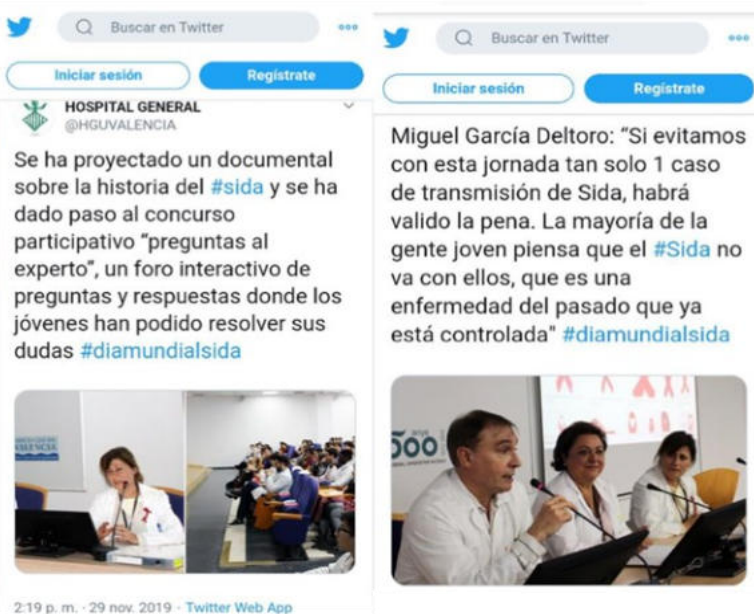 Buscar en Twitter
Iniciar sesión
Regístrate
HOSPITAL GENERAL
@HGUVALENCIA
Se ha proyectado un documental
sobre la historia del #sida y se ha
dado paso al concurso
participativo “preguntas al
experto”, un foro interactivo de
preguntas y respuestas donde los
jóvenes han podido resolver sus
dudas #diamundialsida
2:19 p. m. · 29 nov. 2019 · Twitter Web App
Buscar en Twitter
Iniciar sesión
Regístrate
Miguel García Deltoro: “Si evitamos
con esta jornada tan solo 1 caso
de transmisión de Sida, habrá
valido la pena. La mayoría de la
gente joven piensa que el #Sida no
va con ellos, que es una
enfermedad del pasado que ya
está controlada" #diamundialsida